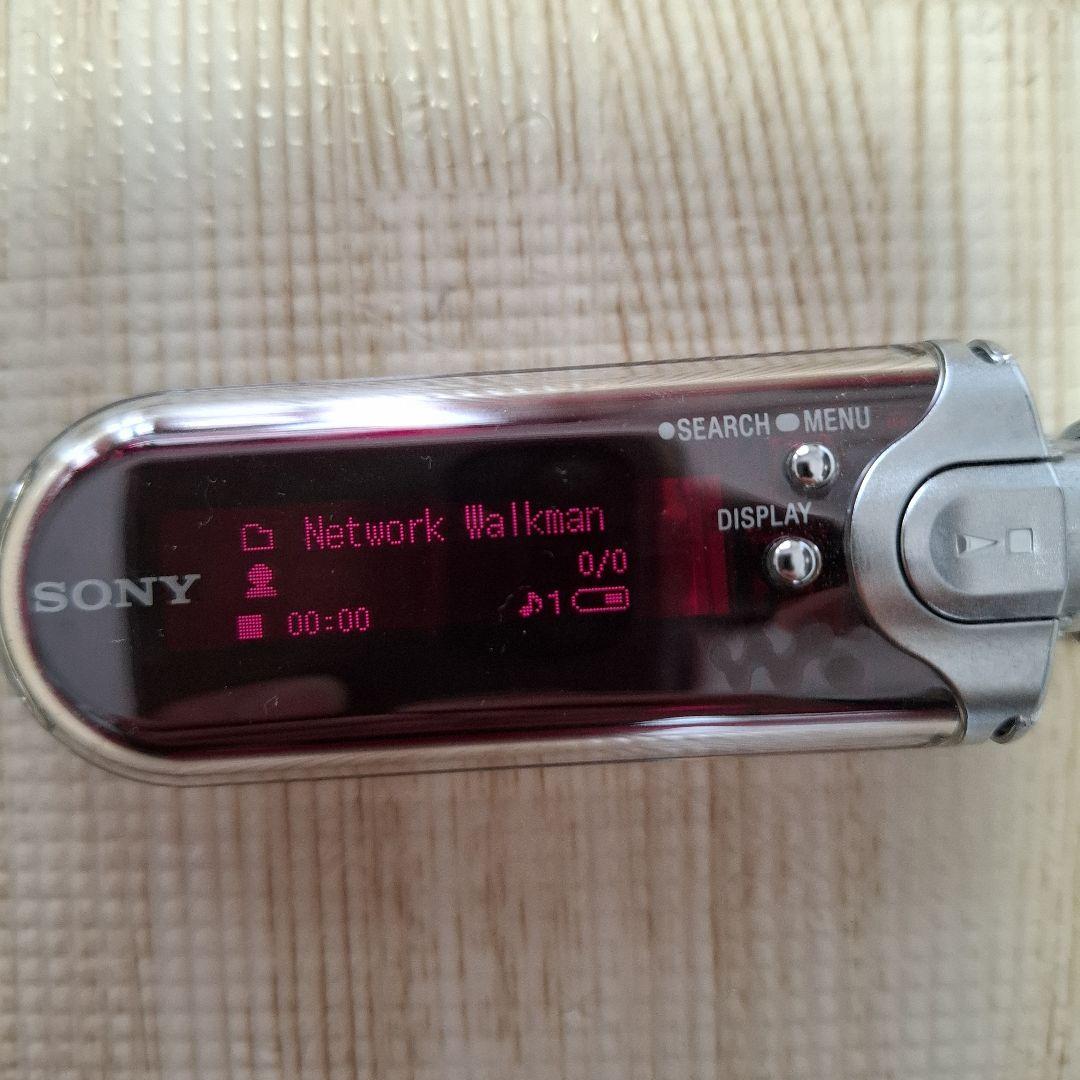 SONY
●SEARCH ●MENU
DISPLAY
Network Walkman
0/0
00:00
♪1